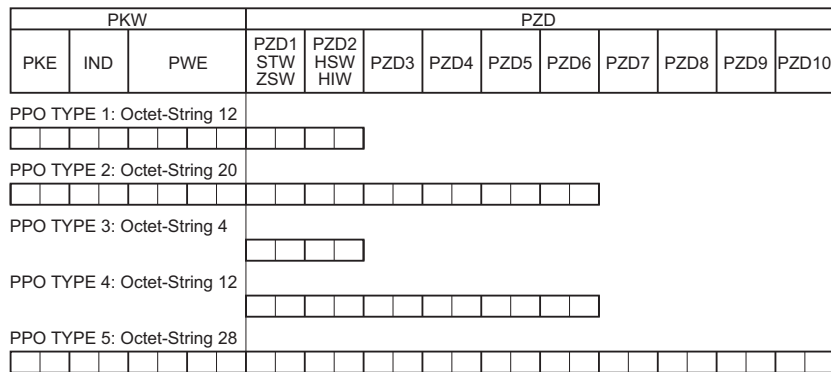 PKW PZD
PKE IND PWE PZD1 STW ZSW PZD2 HSW HIW PZD3 PZD4 PZD5 PZD6 PZD7 PZD8 PZD9 PZD10
PPO TYPE 1: Octet-String 12
PPO TYPE 2: Octet-String 20
PPO TYPE 3: Octet-String 4
PPO TYPE 4: Octet-String 12
PPO TYPE 5: Octet-String 28